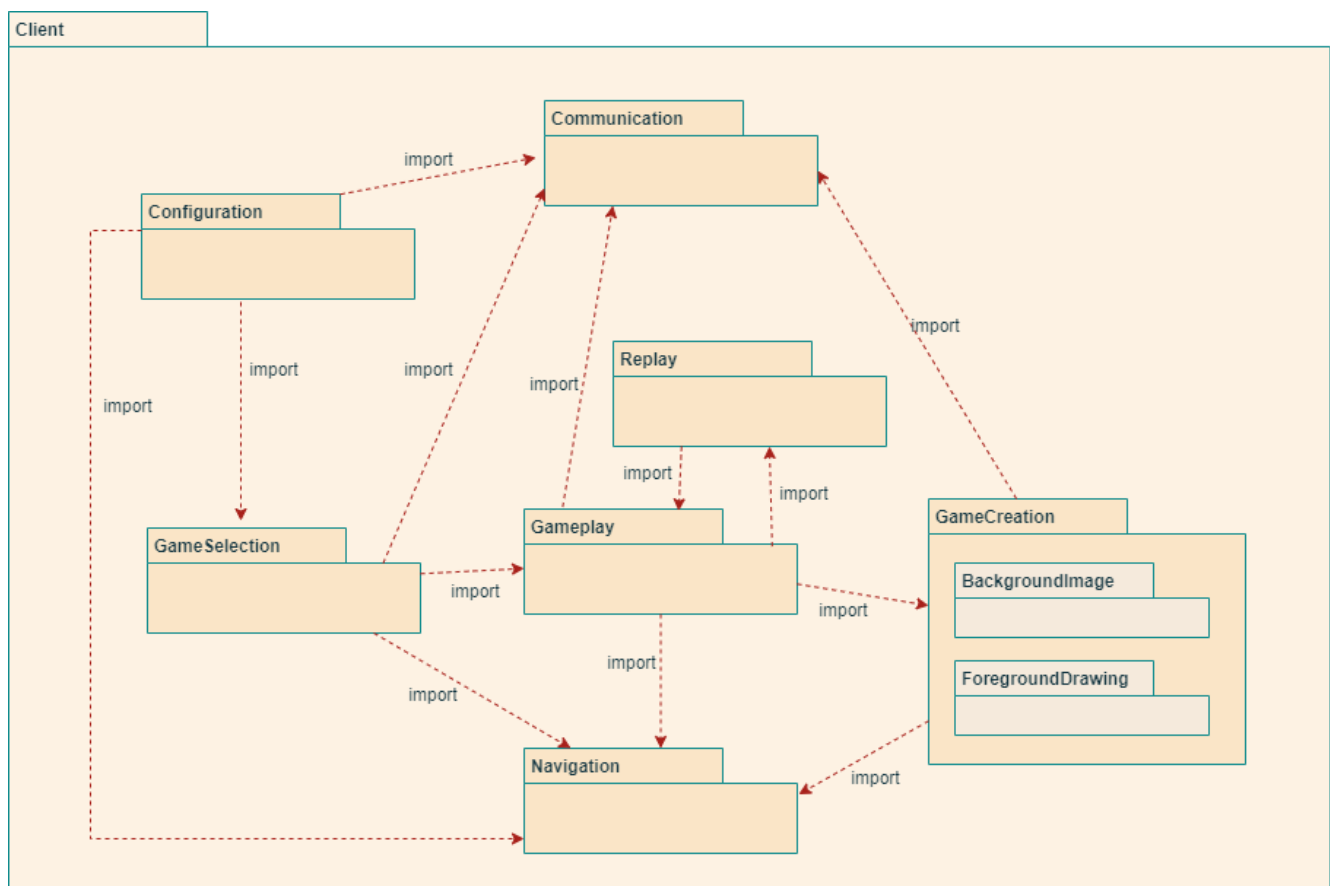 Client
Communication
import
Configuration
import
Replay
import
import
import
import
import
import
import
GameCreation
Gameplay
GameSelection
BackgroundImage
import
import
import
ForegroundDrawing
import
Navigation
import